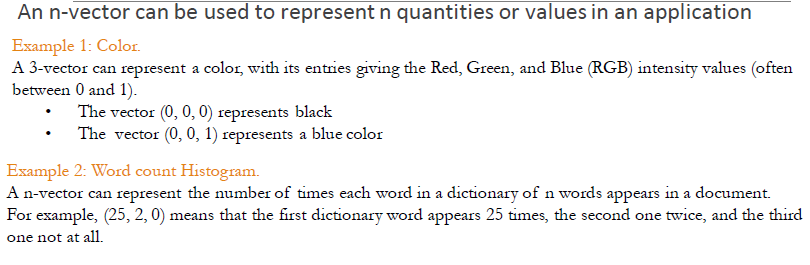 An n-vector can be used to represent n quantities or values in an application
Example 1: Color.
A 3-vector can represent a color, with its entries giving the Red, Green, and Blue (RGB) intensity values (often
between 0 and 1).
• The vector (0, 0, 0) represents black
• The vector (0, 0, 1) represents a blue color
Example 2: Word count Histogram.
A n-vector can represent the number of times each word in a dictionary of n words appears in a document.
For example, (25, 2, 0) means that the first dictionary word appears 25 times, the second one twice, and the third
one not at all.